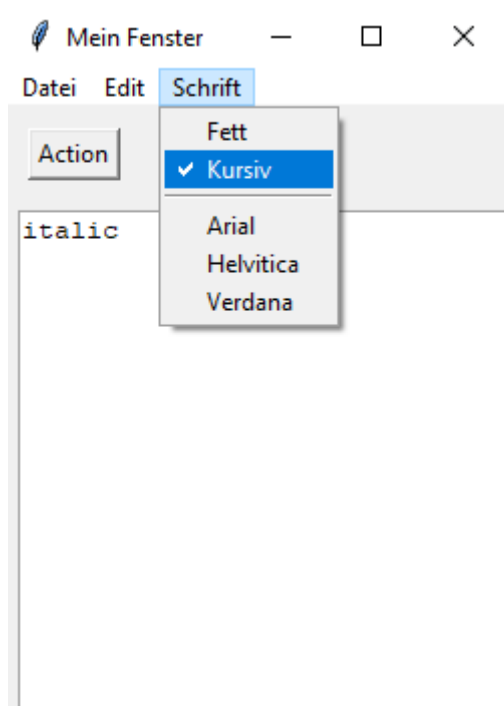 Mein Fenster
Datei Edit Schrift
Action
Fett
Kursiv
Arial
Helvitica
Verdana
italic